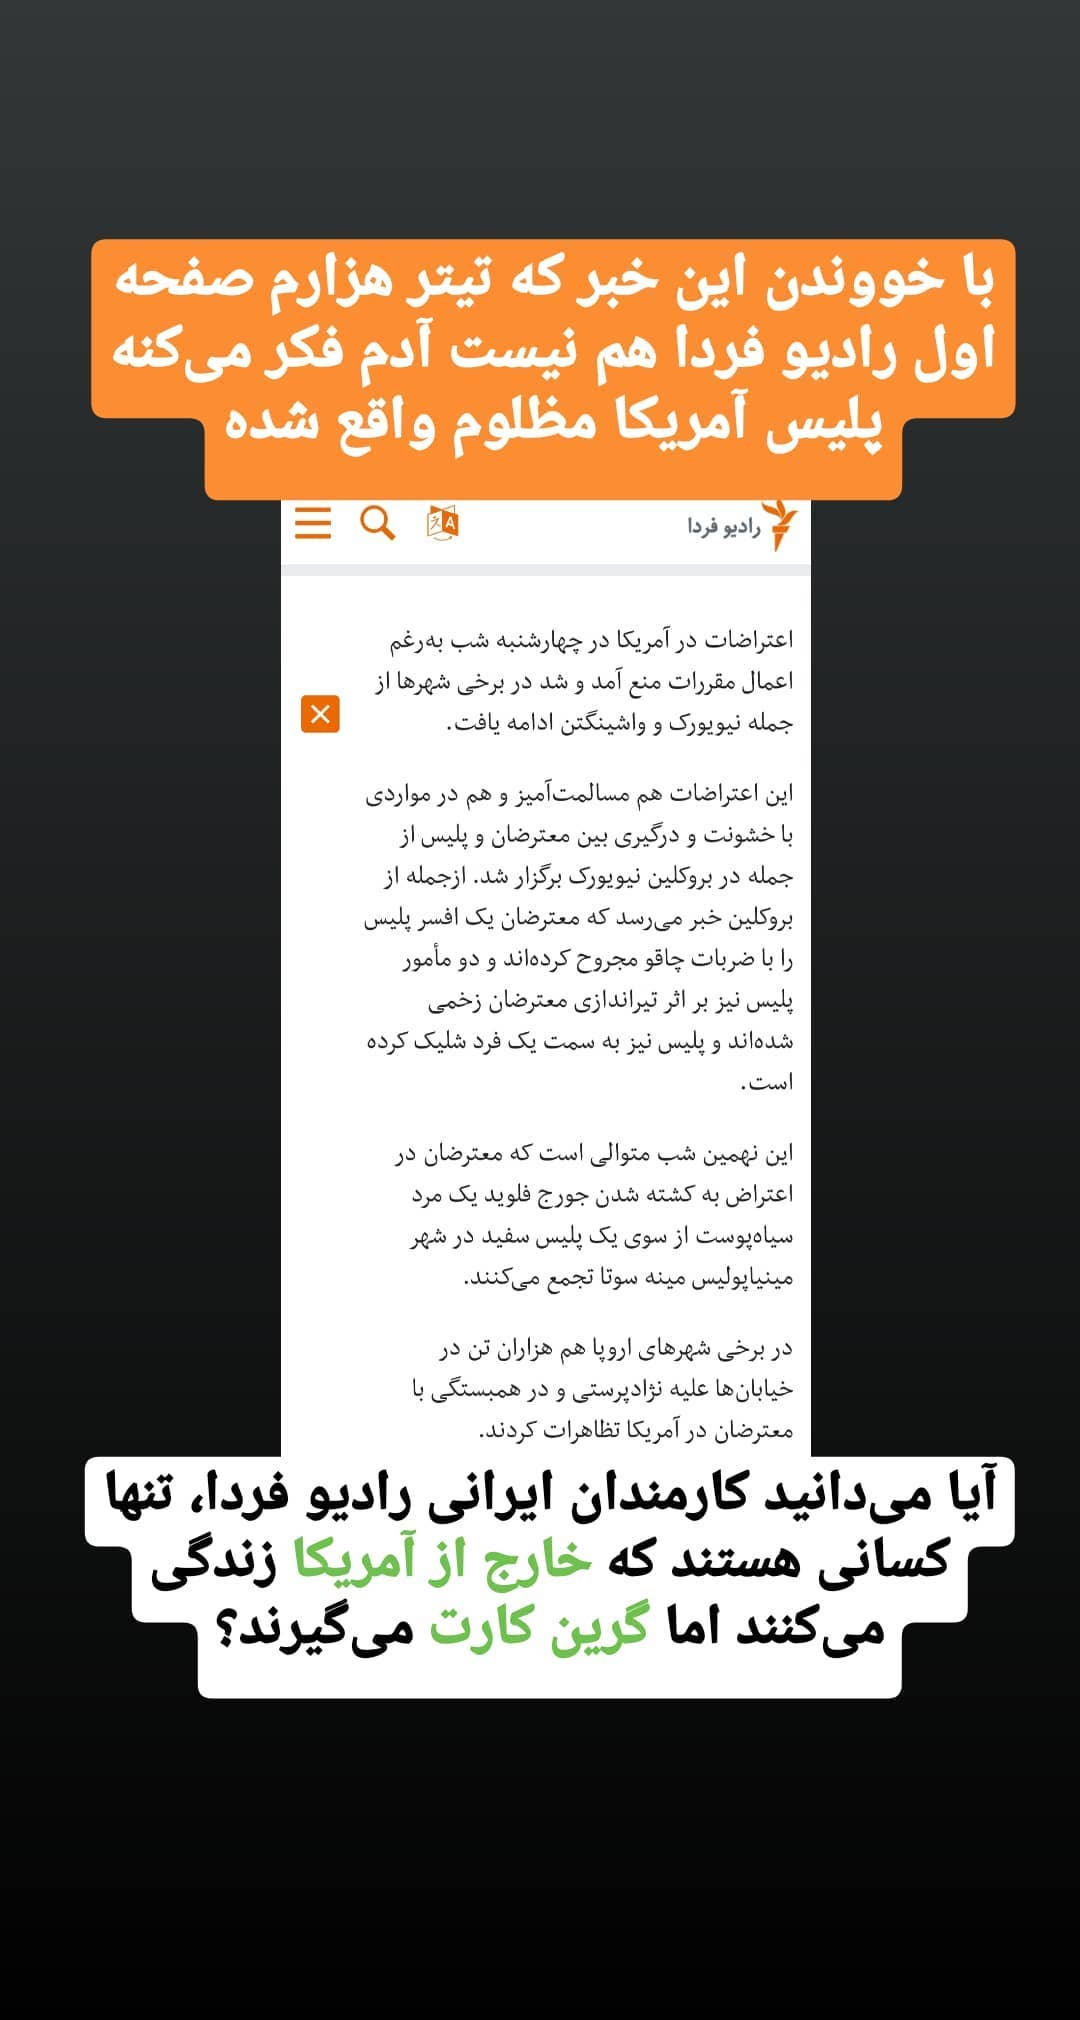 با خووندن این خبر که تیتر هزارم صفحه
اول رادیو فردا هم نیست آدم فکر می‌کنه
پلیس آمریکا مظلوم واقع شده
رادیو فردا
اعتراضات در آمریکا در چهارشنبه شب به‌رغم
اعمال مقررات منع آمد و شد در برخی شهرها از
جمله نیویورک و واشینگتن ادامه یافت.
این اعتراضات هم مسالمت‌آمیز و هم در مواردی
با خشونت و درگیری بین معترضان و پلیس از
جمله در بروکلین نیویورک برگزار شد. ازجمله از
بروکلین خبر می‌رسد که معترضان یک افسر پلیس
را با ضربات چاقو مجروح کرده‌اند و دو مأمور
پلیس نیز بر اثر تیراندازی معترضان زخمی
شده‌اند و پلیس نیز به سمت یک فرد شلیک کرده
است.
این نهمین شب متوالی است که معترضان در
اعتراض به کشته شدن جورج فلوید یک مرد
سیاه‌پوست از سوی یک پلیس سفید در شهر
مینیاپولیس مینه سوتا تجمع می‌کنند.
در برخی شهرهای اروپا هم هزاران تن در
خیابان‌ها علیه نژادپرستی و در همبستگی با
معترضان در آمریکا تظاهرات کردند.
آیا می‌دانید کارمندان ایرانی رادیو فردا، تنها
کسانی هستند که خارج از آمریکا زندگی
می‌کنند اما گرین کارت می‌گیرند؟